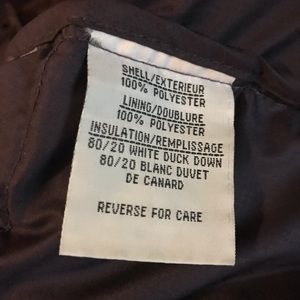 SHELL/EXTERIEUR
100% POLYESTER
LINING/DOUBLURE
100% POLYESTER
INSULATION/REMPLISSAGE
80/20 WHITE DUCK DOWN
80/20 BLANC DUVET
DE CANARD
REVERSE FOR CARE